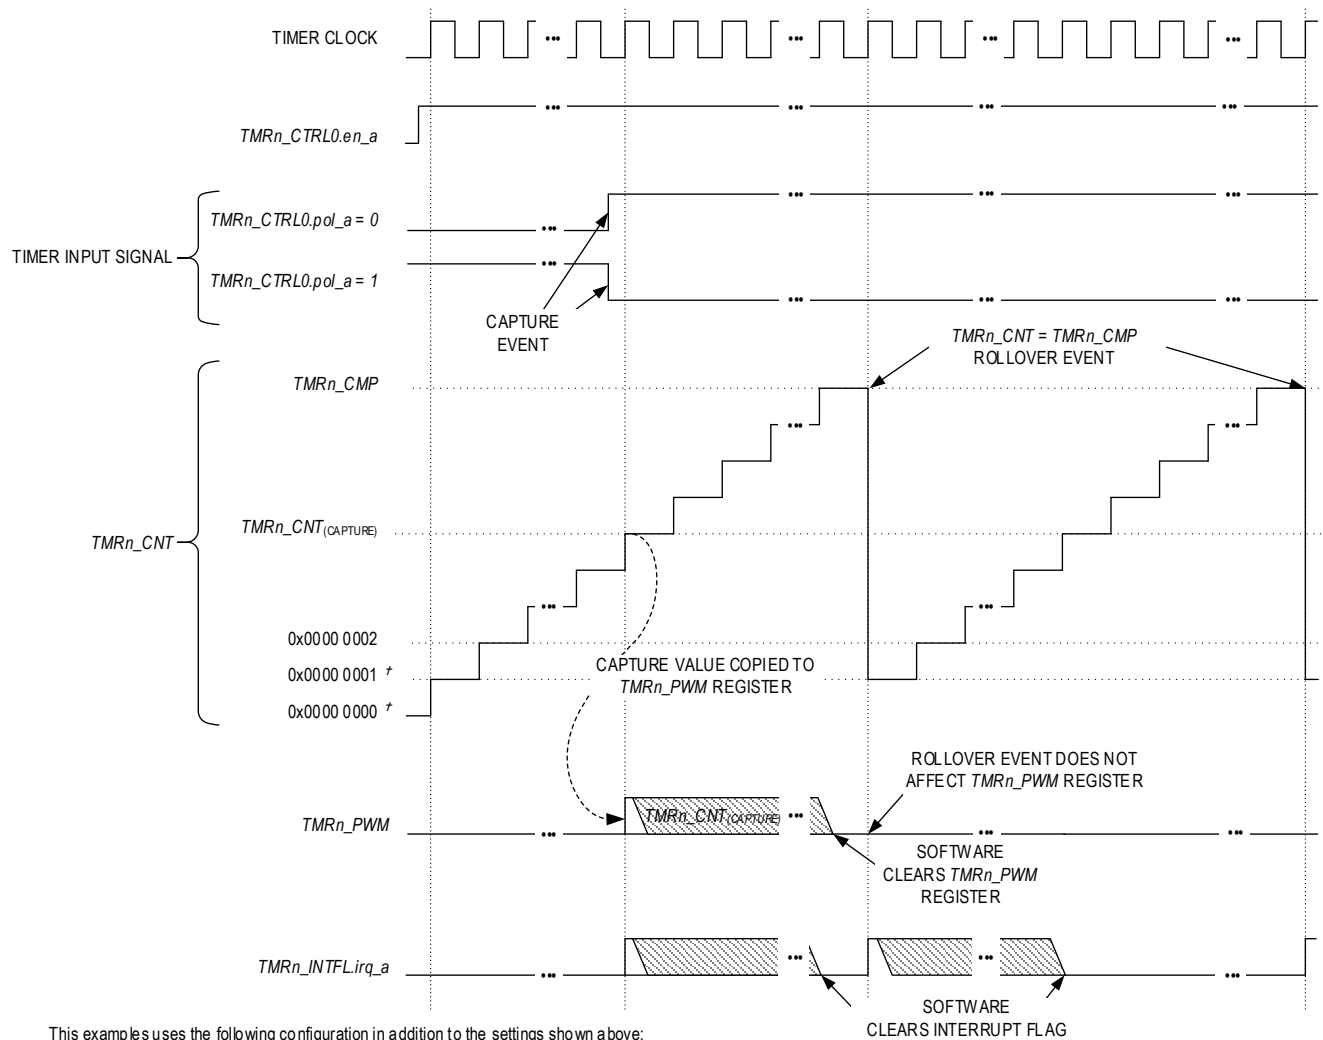 TIMER CLOCK
TMRn_CTRL0.en_a
TIMER INPUT SIGNAL
TMRn_CTRL0.pol_a = 0
TMRn_CTRL0.pol_a = 1
CAPTURE
EVENT
TMRn_CNT = TMRn_CMP
ROLLOVER EVENT
TMRn_CMP
TMRn_CNT(CAPTURE)
TMRn_CNT
0x0000 0002
0x0000 0001 †
0x0000 0000 †
CAPTURE VALUE COPIED TO
TMRn_PWM REGISTER
ROLLOVER EVENT DOES NOT
AFFECT TMRn_PWM REGISTER
TMRn_PWM
TMRn_CNT(CAPTURE)
SOFTWARE
CLEARS TMRn_PWM
REGISTER
TMRn_INTFL.irq_a
SOFTWARE
CLEARS INTERRUPT FLAG
This examples uses the following configuration in addition to the settings shown above: